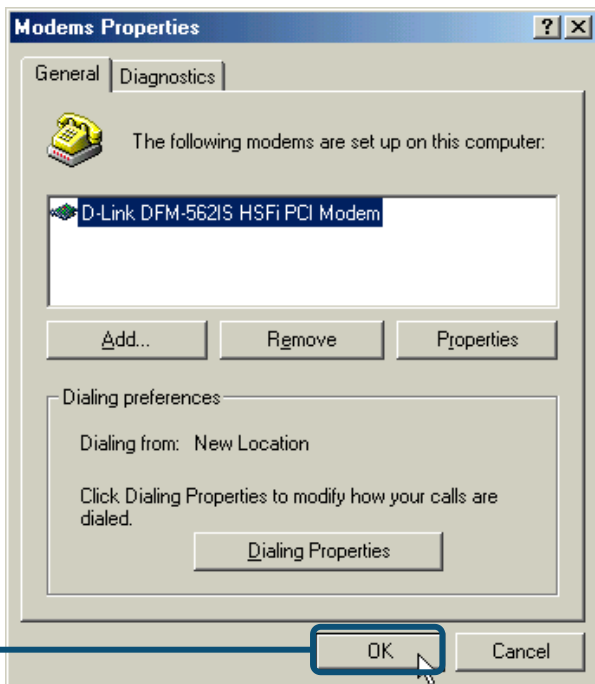 Modems Properties
General Diagnostics
The following modems are set up on this computer:
D-Link DFM-562IS HSFi PCI Modem
Add... Remove Properties
Dialing preferences
Dialing from: New Location
Click Dialing Properties to modify how your calls are
dialed.
Dialing Properties
OK Cancel